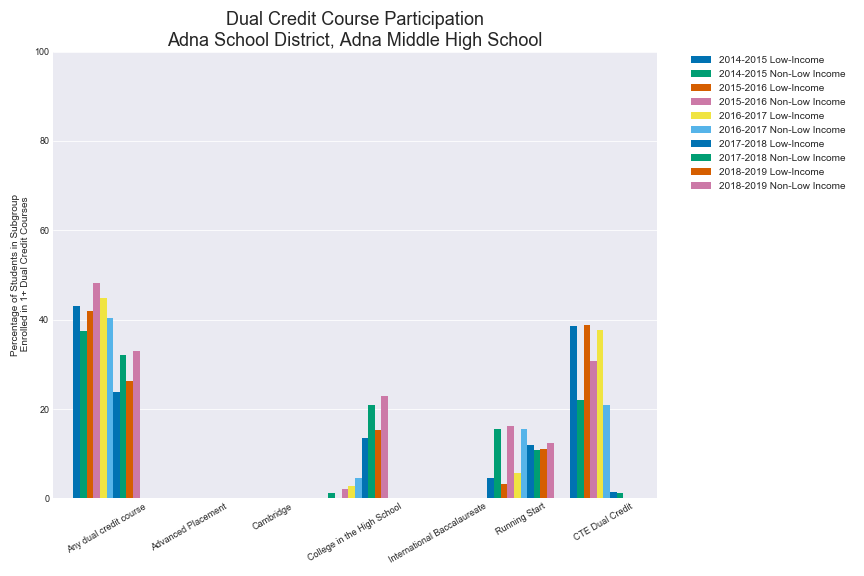 Dual Credit Course Participation
Adna School District, Adna Middle High School
Percentage of Students in Subgroup
Enrolled in 1+ Dual Credit Courses
100
80
60
40
20
0
Any dual credit course
Advanced Placement
Cambridge
College in the High School
International Baccalaureate
Running Start
CTE Dual Credit
2014-2015 Low-Income
2014-2015 Non-Low Income
2015-2016 Low-Income
2015-2016 Non-Low Income
2016-2017 Low-Income
2016-2017 Non-Low Income
2017-2018 Low-Income
2017-2018 Non-Low Income
2018-2019 Low-Income
2018-2019 Non-Low Income